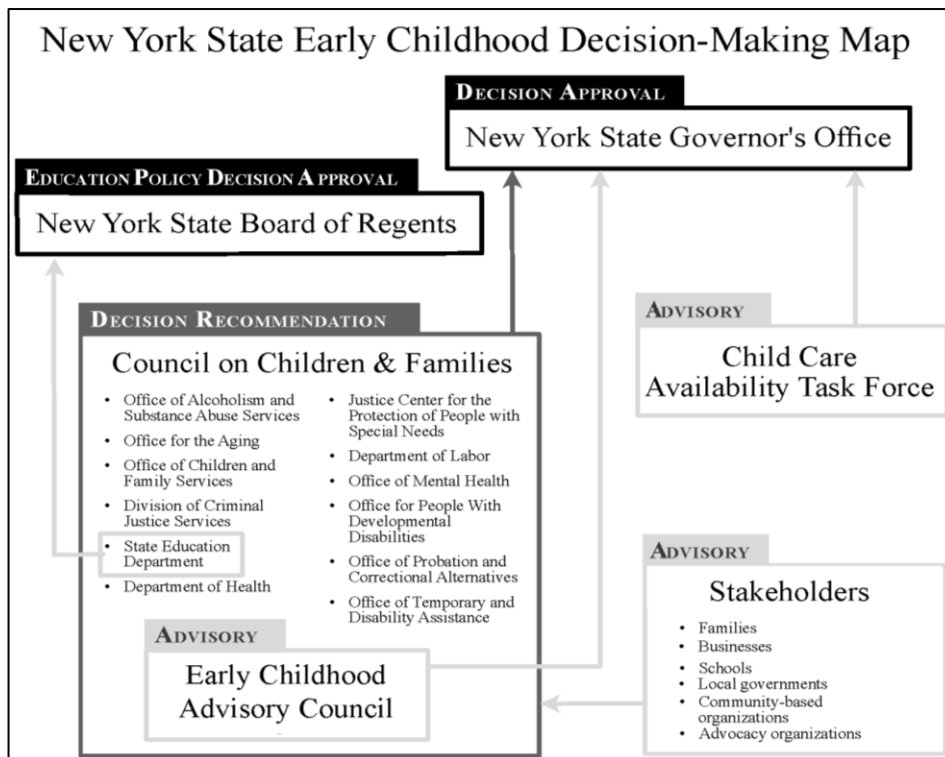 New York State Early Childhood Decision-Making Map
DECISION APPROVAL
New York State Governor's Office
EDUCATION POLICY DECISION APPROVAL
New York State Board of Regents
DECISION RECOMMENDATION
Council on Children & Families
• Office of Alcoholism and
Substance Abuse Services
• Office for the Aging
• Office of Children and
Family Services
• Division of Criminal
Justice Services
• State Education
Department
• Department of Health
• Justice Center for the
Protection of People with
Special Needs
• Department of Labor
• Office of Mental Health
• Office for People With
Developmental
Disabilities
• Office of Probation and
Correctional Alternatives
• Office of Temporary and
Disability Assistance
ADVISORY
Early Childhood
Advisory Council
ADVISORY
Child Care
Availability Task Force
ADVISORY
Stakeholders
• Families
• Businesses
• Schools
• Local governments
• Community-based
organizations
• Advocacy organizations